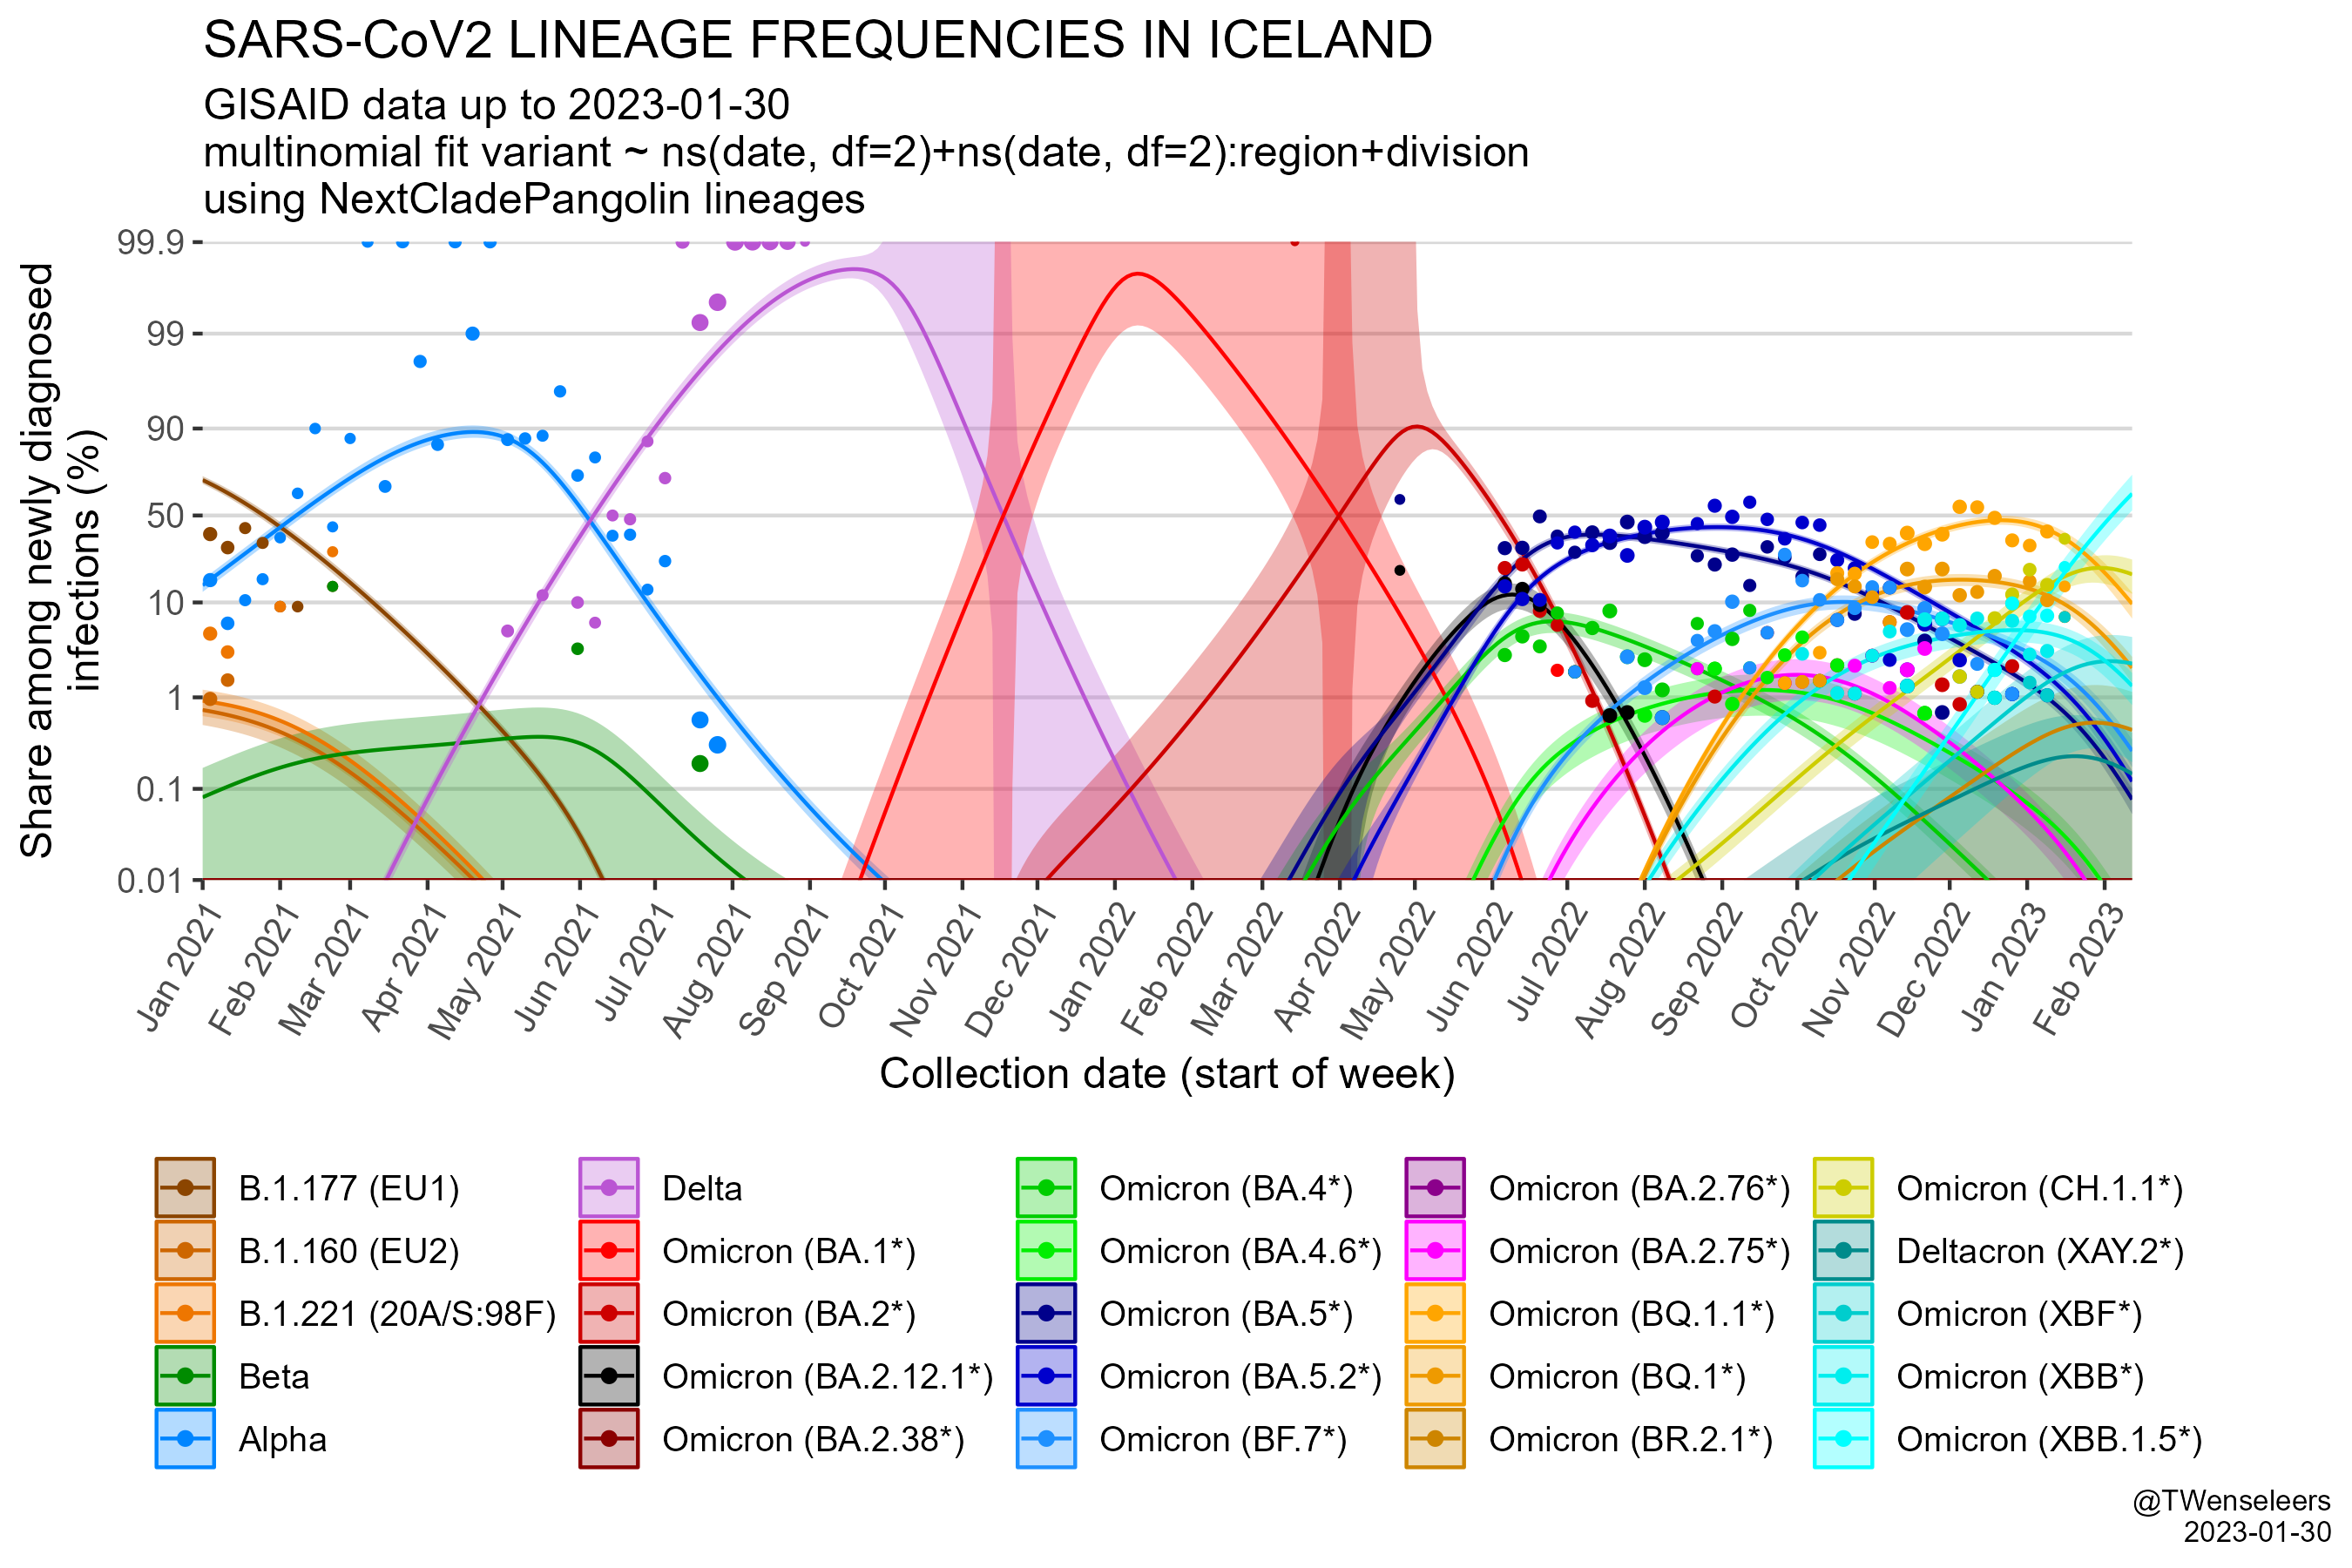 SARS-CoV2 LINEAGE FREQUENCIES IN ICELAND
GISAID data up to 2023-01-30
multinomial fit variant ~ ns(date, df=2)+ns(date, df=2):region+division
using NextCladePangolin lineages
Share among newly diagnosed
infections (%)
99.9
99
90
50
10
1
0.1
0.01
Jan 2021
Feb 2021
Mar 2021
Apr 2021
May 2021
Jun 2021
Jul 2021
Aug 2021
Sep 2021
Oct 2021
Nov 2021
Dec 2021
Jan 2022
Feb 2022
Mar 2022
Apr 2022
May 2022
Jun 2022
Jul 2022
Aug 2022
Sep 2022
Oct 2022
Nov 2022
Dec 2022
Jan 2023
Feb 2023
Collection date (start of week)
B.1.177 (EU1)
B.1.160 (EU2)
B.1.221 (20A/S:98F)
Beta
Alpha
Delta
Omicron (BA.1*)
Omicron (BA.2*)
Omicron (BA.2.12.1*)
Omicron (BA.2.38*)
Omicron (BA.4*)
Omicron (BA.4.6*)
Omicron (BA.5*)
Omicron (BA.5.2*)
Omicron (BF.7*)
Omicron (BA.2.76*)
Omicron (BA.2.75*)
Omicron (BQ.1.1*)
Omicron (BQ.1*)
Omicron (BR.2.1*)
Omicron (CH.1.1*)
Deltacron (XAY.2*)
Omicron (XBF*)
Omicron (XBB*)
Omicron (XBB.1.5*)
@TWenseleers
2023-01-30